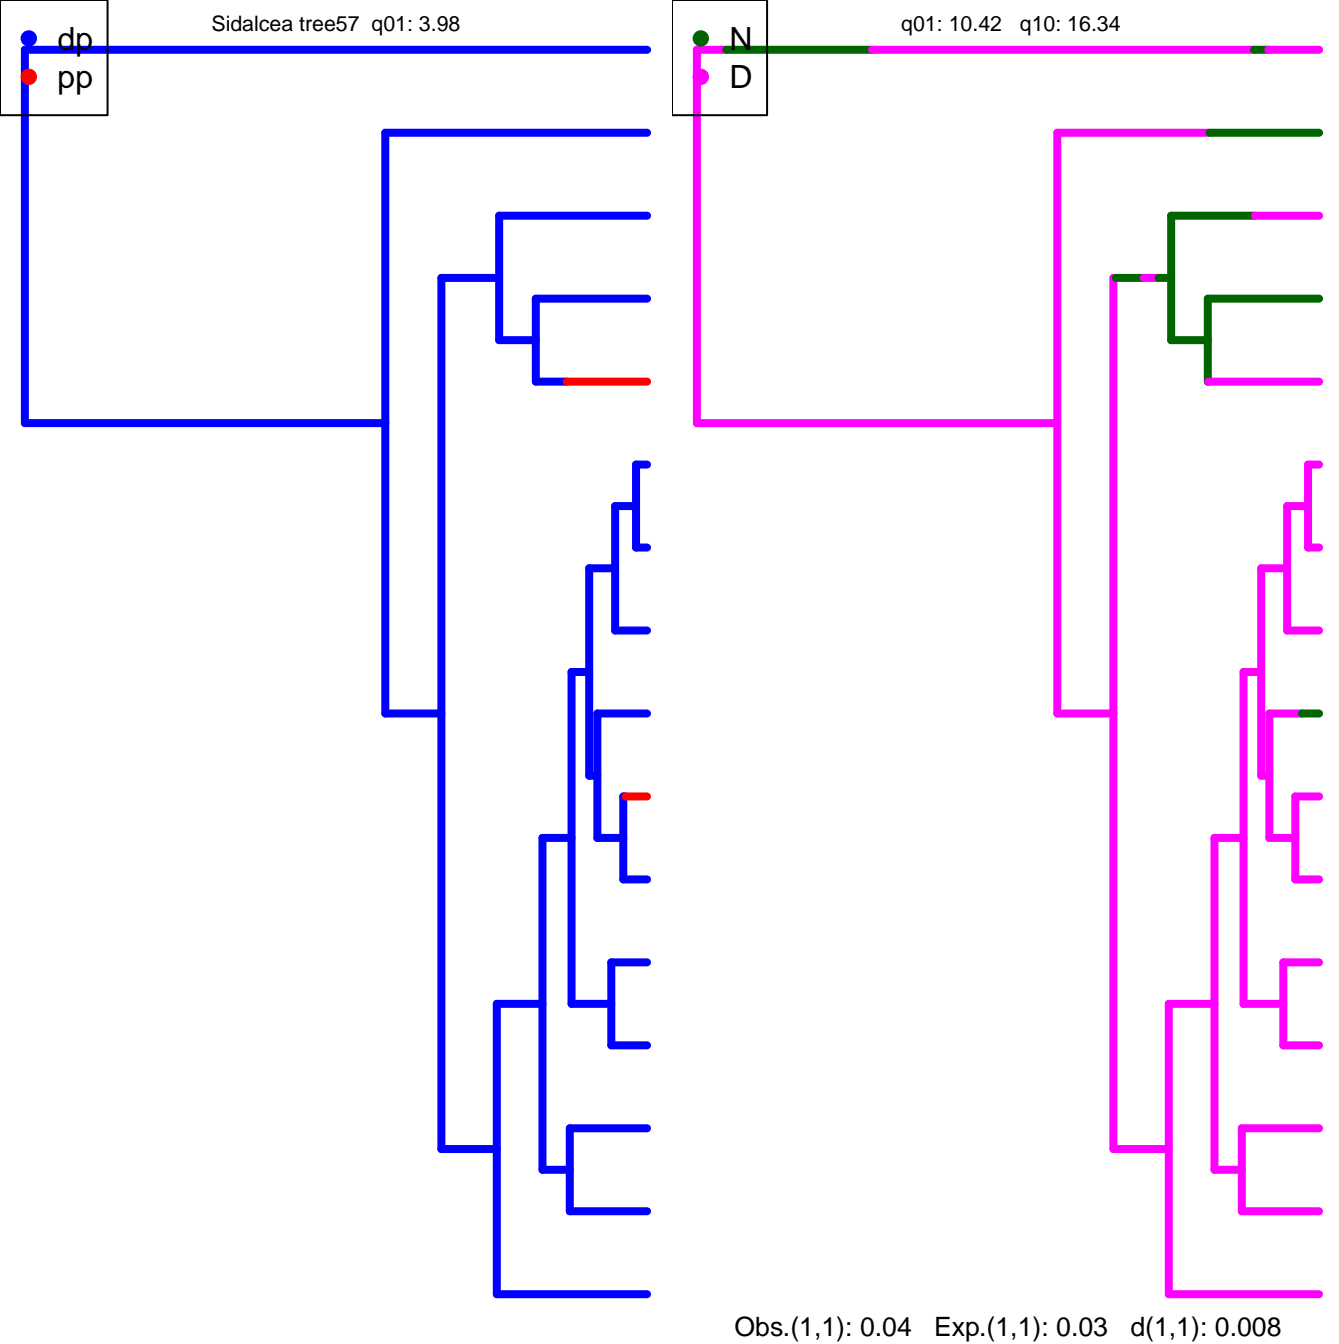 Sidalcea tree57 q01: 3.98
dp
pp
q01: 10.42 q10: 16.34
N
D
Obs.(1,1): 0.04 Exp.(1,1): 0.03 d(1,1): 0.008